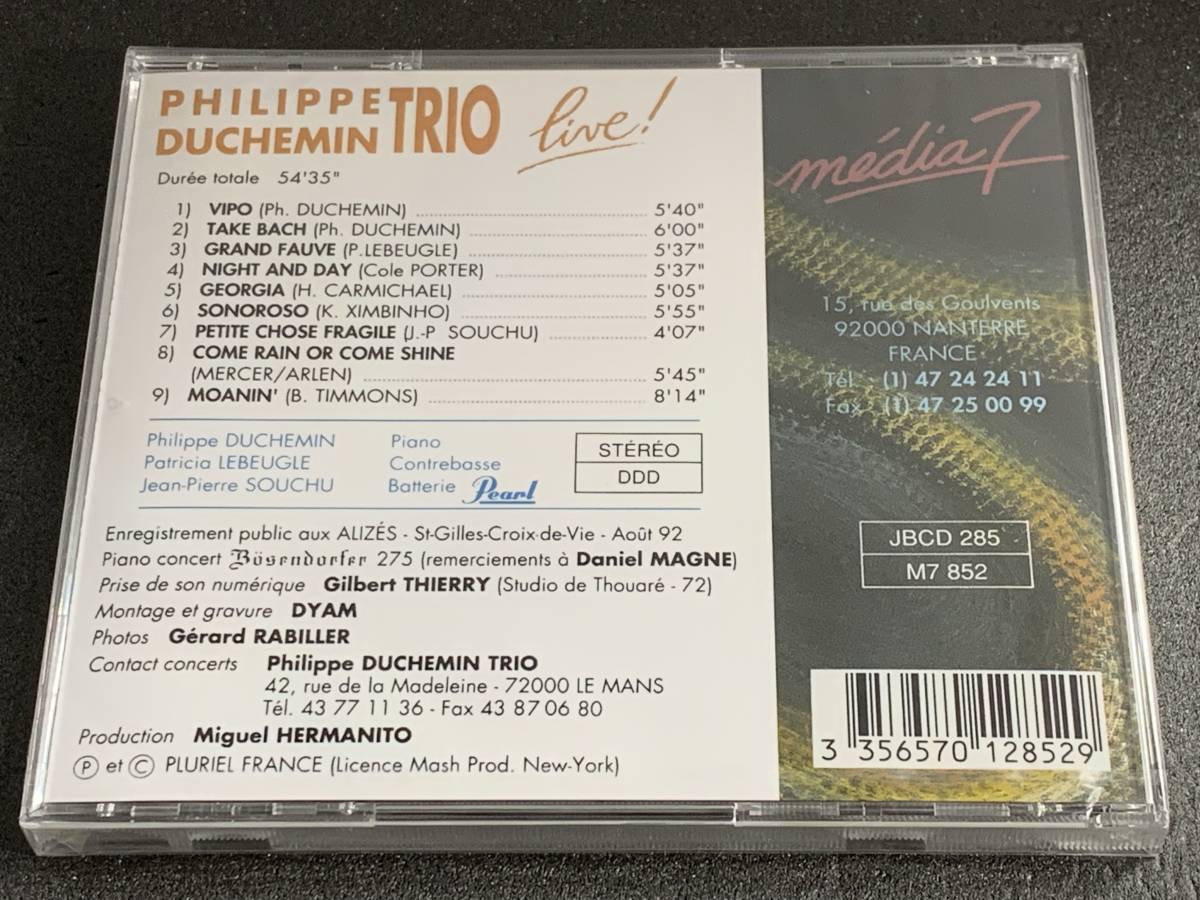 PHILIPPE
DUCHEMIN TRIO live!
Durée totale 54'35"
1) VIPO (Ph. DUCHEMIN) 5'40"
2) TAKE BACH (Ph. DUCHEMIN) 6'00"
3) GRAND FAUVE (P.LEBEUGLE) 5'37"
4) NIGHT AND DAY (Cole PORTER) 5'37"
5) GEORGIA (H. CARMICHAEL) 5'05"
6) SONOROSO (K. XIMBINHO) 5'55"
7) PETITE CHOSE FRAGILE (J.-P SOUCHU) 4'07"
8) COME RAIN OR COME SHINE
(MERCER/ARLEN) 5'45"
9) MOANIN' (B. TIMMONS) 8'14"
Philippe DUCHEMIN Piano
Patricia LEBEUGLE Contrebasse
Jean-Pierre SOUCHU Batterie Pearl
STÉRÉO
DDD
Enregistrement public aux ALIZÉS - St-Gilles-Croix-de-Vie - Août 92
Piano concert Bösendorfer 275 (remerciements à Daniel MAGNE)
Prise de son numérique Gilbert THIERRY (Studio de Thouaré - 72)
Montage et gravure DYAM
Photos Gérard RABILLER
Contact concerts Philippe DUCHEMIN TRIO
42, rue de la Madeleine - 72000 LE MANS
Tél. 43 77 11 36 - Fax 43 87 06 80
Production Miguel HERMANITO
Ⓟ et © PLURIEL FRANCE (Licence Mash Prod. New-York)
média 7
15, rue des Goulvents
92000 NANTERRE
FRANCE
Tél. (1) 47 24 24 11
Fax (1) 47 25 00 99
JBCD 285
M7 852
3 356570 128529